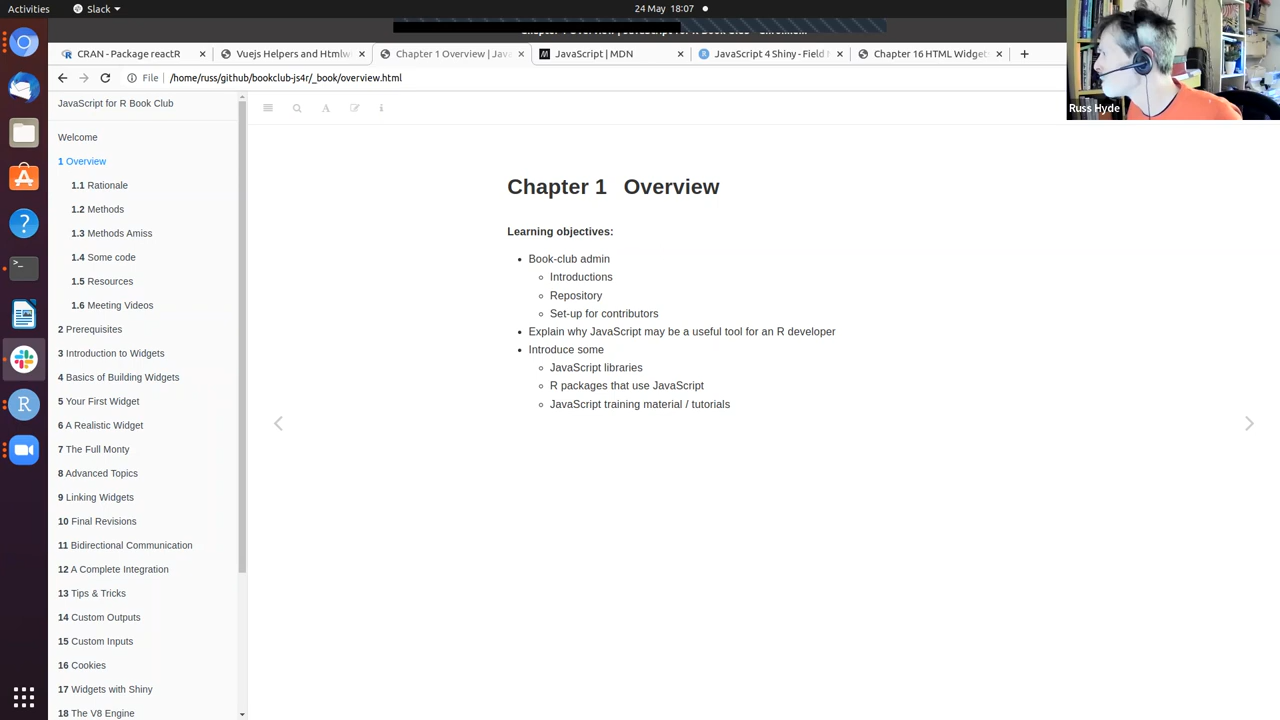 Activities
Slack
24 May 18:07
CRAN - Package reactR
Vuejs Helpers and Htmlw
Chapter 1 Overview | Jav
JavaScript | MDN
JavaScript 4 Shiny - Field
Chapter 16 HTML Widget
File
/home/russ/github/bookclub-js4r/_book/overview.html
Russ Hyde
JavaScript for R Book Club
Welcome
1 Overview
1.1 Rationale
1.2 Methods
1.3 Methods Amiss
1.4 Some code
1.5 Resources
1.6 Meeting Videos
2 Prerequisites
3 Introduction to Widgets
4 Basics of Building Widgets
5 Your First Widget
6 A Realistic Widget
7 The Full Monty
8 Advanced Topics
9 Linking Widgets
10 Final Revisions
11 Bidirectional Communication
12 A Complete Integration
13 Tips & Tricks
14 Custom Outputs
15 Custom Inputs
16 Cookies
17 Widgets with Shiny
18 The V8 Engine
Chapter 1 Overview
Learning objectives:
• Book-club admin
◦ Introductions
◦ Repository
◦ Set-up for contributors
• Explain why JavaScript may be a useful tool for an R developer
• Introduce some
◦ JavaScript libraries
◦ R packages that use JavaScript
◦ JavaScript training material / tutorials